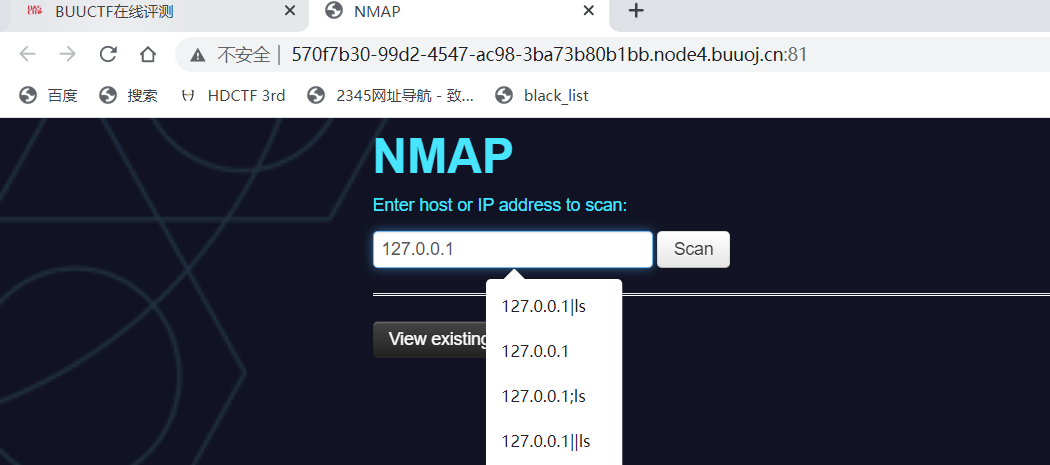 BUUCTF在线评测
NMAP
不安全 | 570f7b30-99d2-4547-ac98-3ba73b80b1bb.node4.buuoj.cn:81
百度 搜索 HDCTF 3rd 2345网址导航 - 致... black_list
NMAP
Enter host or IP address to scan:
127.0.0.1 Scan
127.0.0.1|ls
View existing
127.0.0.1
127.0.0.1;ls
127.0.0.1||ls